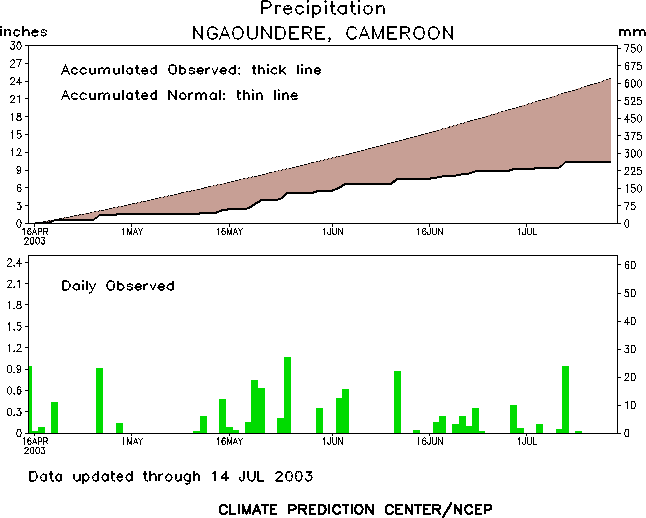 Precipitation
NGAOUNDERE, CAMEROON
inches mm
30 750
27 675
24 600
21 525
18 450
15 375
12 300
9 225
6 150
3 75
0 0
Accumulated Observed: thick line
Accumulated Normal: thin line
16APR 1MAY 16MAY 1JUN 16JUN 1JUL
2003
2.4 60
2.1 50
1.8
1.5 40
1.2 30
0.9
0.6 20
0.3 10
0 0
Daily Observed
16APR 1MAY 16MAY 1JUN 16JUN 1JUL
2003
Data updated through 14 JUL 2003
CLIMATE PREDICTION CENTER/NCEP